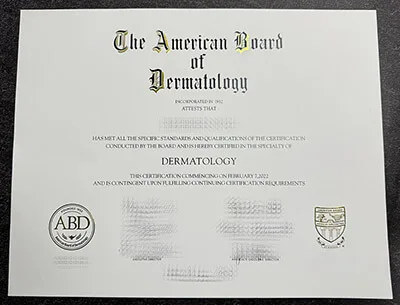 The American Board
of
Dermatology
INCORPORATED IN 1932
ATTESTS THAT
HAS MET ALL THE SPECIFIC STANDARDS AND QUALIFICATIONS OF THE CERTIFICATION
CONDUCTED BY THE BOARD AND IS HEREBY CERTIFIED IN THE SPECIALTY OF
DERMATOLOGY
THIS CERTIFICATION COMMENCING ON FEBRUARY 7, 2022
AND IS CONTINGENT UPON FULFILLING CONTINUING CERTIFICATION REQUIREMENTS
ABD